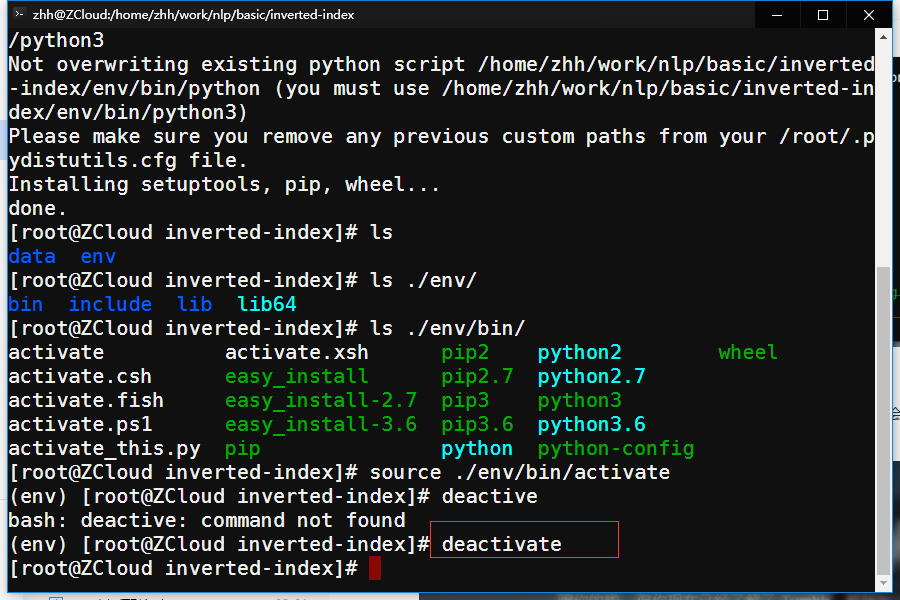 zhh@ZCloud:/home/zhh/work/nlp/basic/inverted-index
/python3
Not overwriting existing python script /home/zhh/work/nlp/basic/inverted
-index/env/bin/python (you must use /home/zhh/work/nlp/basic/inverted-in
dex/env/bin/python3)
Please make sure you remove any previous custom paths from your /root/.p
ydistutils.cfg file.
Installing setuptools, pip, wheel...
done.
[root@ZCloud inverted-index]# ls
data  env
[root@ZCloud inverted-index]# ls ./env/
bin  include  lib  lib64
[root@ZCloud inverted-index]# ls ./env/bin/
activate          activate.xsh      pip2    python2        wheel
activate.csh      easy_install      pip2.7  python2.7
activate.fish     easy_install-2.7  pip3    python3
activate.ps1      easy_install-3.6  pip3.6  python3.6
activate_this.py  pip               python  python-config
[root@ZCloud inverted-index]# source ./env/bin/activate
(env) [root@ZCloud inverted-index]# deactive
bash: deactive: command not found
(env) [root@ZCloud inverted-index]# deactivate
[root@ZCloud inverted-index]#